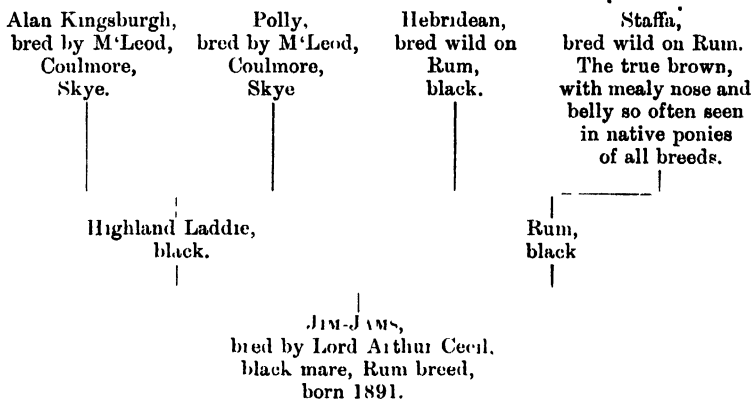 Alan Kingsburgh,
bred by M'Leod,
Coulmore,
Skye.
Polly,
bred by M'Leod,
Coulmore,
Skye
Hebridean,
bred wild on
Rum,
black.
Staffa,
bred wild on Rum.
The true brown,
with mealy nose and
belly so often seen
in native ponies
of all breeds.
Highland Laddie,
black.
Rum,
black
JIM-JAMS,
bred by Lord Arthur Cecil,
black mare, Rum breed,
born 1891.